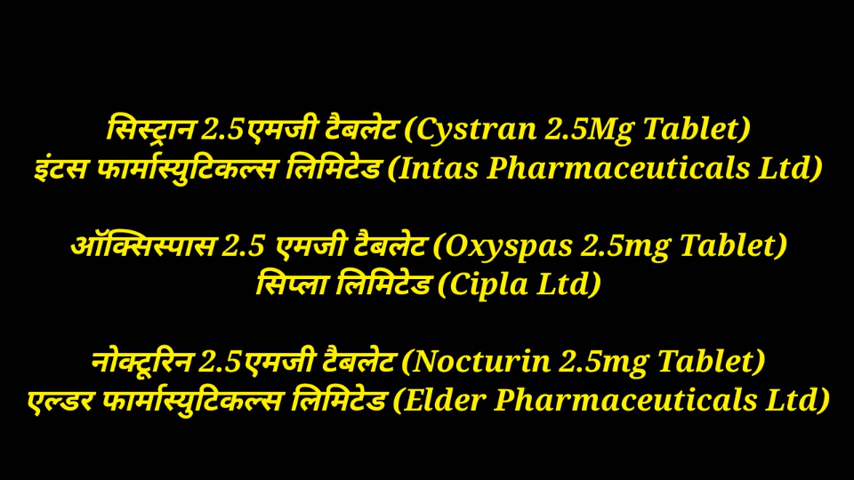 सिस्ट्रान 2.5एमजी टैबलेट (Cystran 2.5Mg Tablet)
इंटस फार्मास्युटिकल्स लिमिटेड (Intas Pharmaceuticals Ltd)
ऑक्सिस्पास 2.5 एमजी टैबलेट (Oxyspas 2.5mg Tablet)
सिप्ला लिमिटेड (Cipla Ltd)
नोक्टूरिन 2.5एमजी टैबलेट (Nocturin 2.5mg Tablet)
एल्डर फार्मास्युटिकल्स लिमिटेड (Elder Pharmaceuticals Ltd)